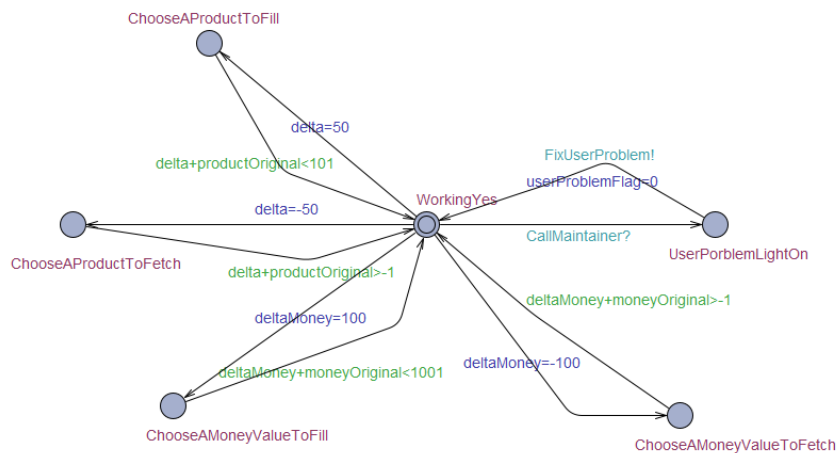 ChooseAProductToFill
delta=50
FixUserProblem!
delta+productOriginal<101
userProblemFlag=0
WorkingYes
delta=-50
CallMaintainer?
UserPorblemLightOn
ChooseAProductToFetch
delta+productOriginal>-1
deltaMoney+moneyOriginal>-1
deltaMoney=100
deltaMoney=-100
deltaMoney+moneyOriginal<1001
ChooseAMoneyValueToFill
ChooseAMoneyValueToFetch